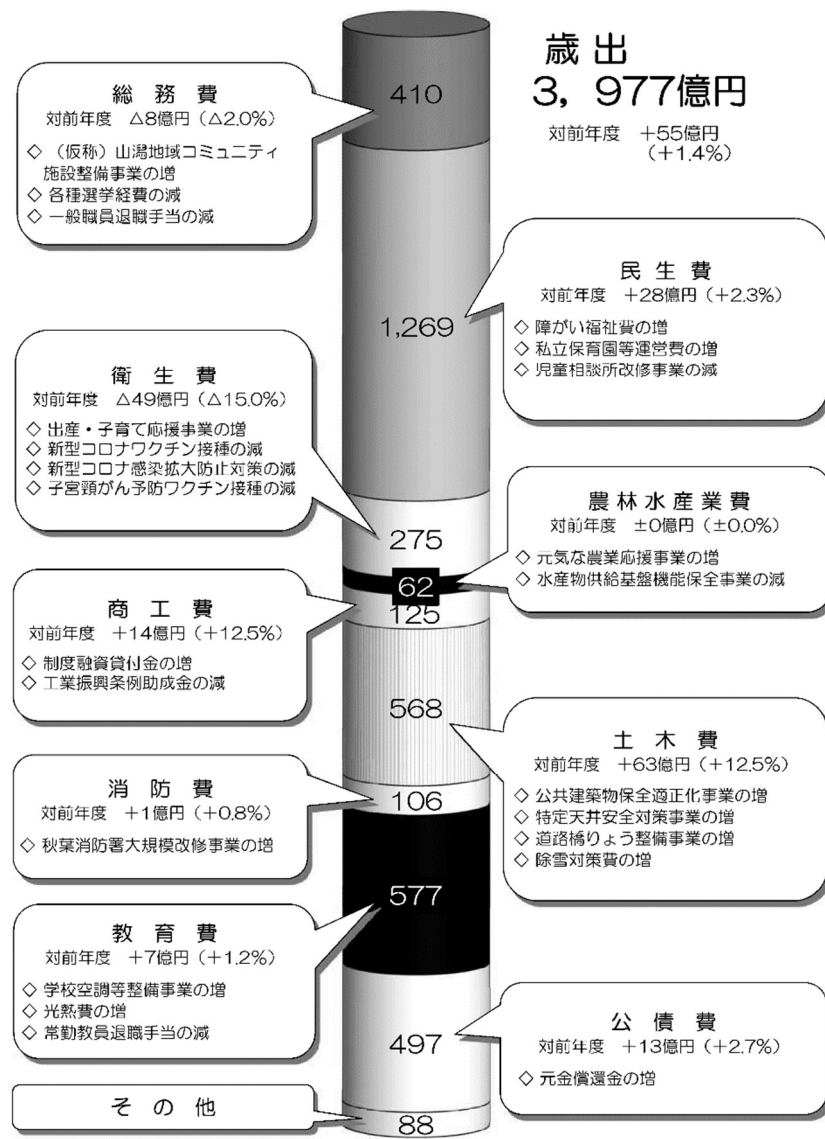 歳出
3,977億円
対前年度 +55億円
(+1.4%)
総務費
対前年度 △8億円(△2.0%)
◇ (仮称)山潟地域コミュニティ
施設整備事業の増
◇ 各種選挙経費の減
◇ 一般職員退職手当の減
410
民生費
対前年度 +28億円(+2.3%)
◇ 障がい福祉費の増
◇ 私立保育園等運営費の増
◇ 児童相談所改修事業の減
1,269
衛生費
対前年度 △49億円(△15.0%)
◇ 出産・子育て応援事業の増
◇ 新型コロナワクチン接種の減
◇ 新型コロナ感染拡大防止対策の減
◇ 子宮頸がん予防ワクチン接種の減
275
農林水産業費
対前年度 ±0億円(±0.0%)
◇ 元気な農業応援事業の増
◇ 水産物供給基盤機能保全事業の減
62
商工費
対前年度 +14億円(+12.5%)
◇ 制度融資貸付金の増
◇ 工業振興条例助成金の減
125
568
土木費
対前年度 +63億円(+12.5%)
◇ 公共建築物保全適正化事業の増
◇ 特定天井安全対策事業の増
◇ 道路橋りょう整備事業の増
◇ 除雪対策費の増
消防費
対前年度 +1億円(+0.8%)
◇ 秋葉消防署大規模改修事業の増
106
教育費
対前年度 +7億円(+1.2%)
◇ 学校空調等整備事業の増
◇ 光熱費の増
◇ 常勤教員退職手当の減
577
公債費
対前年度 +13億円(+2.7%)
◇ 元金償還金の増
497
その他
88